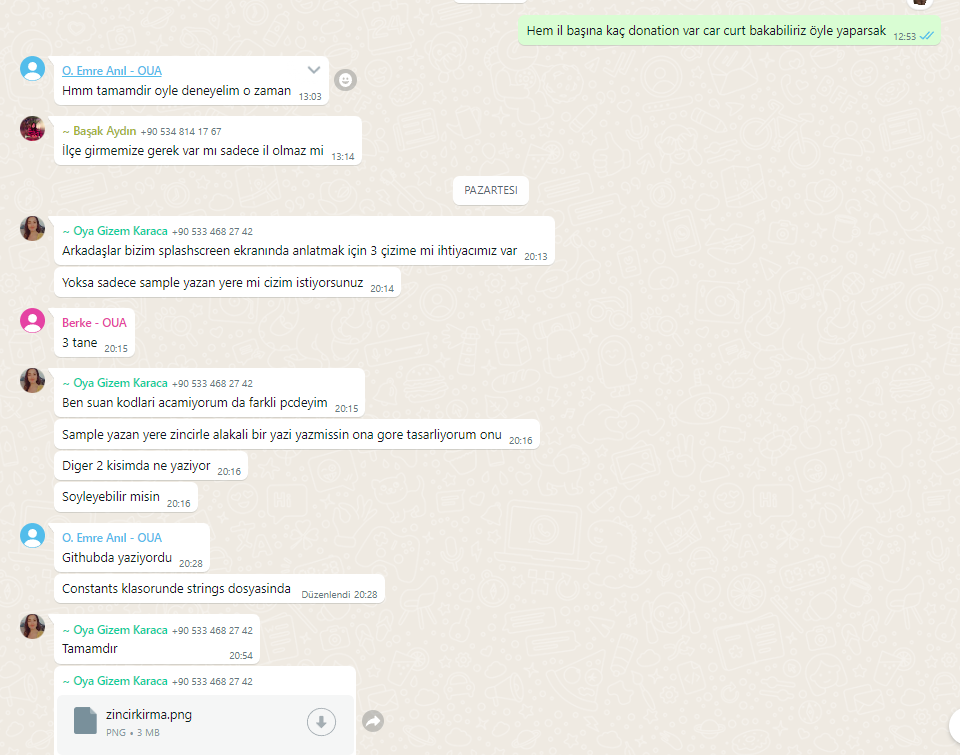 Hem il başına kaç donation var car curt bakabiliriz öyle yaparsak 12:53
O. Emre Anıl - OUA
Hmm tamamdir oyle deneyelim o zaman 13:03
~ Başak Aydın +90 534 814 17 67
İlçe girmemize gerek var mı sadece il olmaz mi 13:14
PAZARTESI
~ Oya Gizem Karaca +90 533 468 27 42
Arkadaşlar bizim splashscreen ekranında anlatmak için 3 çizime mi ihtiyacımız var 20:13
Yoksa sadece sample yazan yere mi cizim istiyorsunuz 20:14
Berke - OUA
3 tane 20:15
~ Oya Gizem Karaca +90 533 468 27 42
Ben suan kodlari acamiyorum da farkli pcdeyim 20:15
Sample yazan yere zincirle alakali bir yazi yazmissin ona gore tasarliyorum onu 20:16
Diger 2 kisimda ne yaziyor 20:16
Soyleyebilir misin 20:16
O. Emre Anıl - OUA
Githubda yaziyordu 20:28
Constants klasorunde strings dosyasinda Düzenlendi 20:28
~ Oya Gizem Karaca +90 533 468 27 42
Tamamdır 20:54
~ Oya Gizem Karaca +90 533 468 27 42
zincirkirma.png
PNG • 3 MB